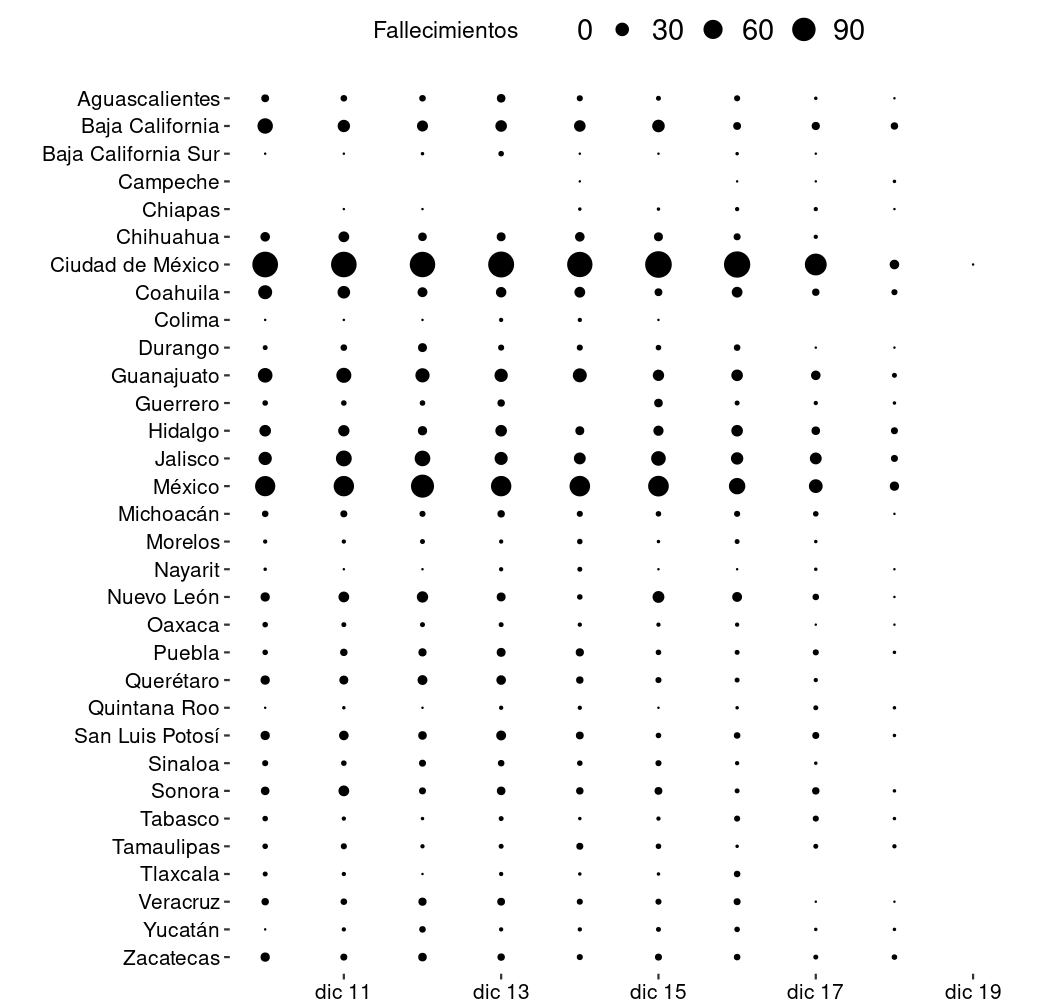 Fallecimientos 0 30 60 90
Aguascalientes
Baja California
Baja California Sur
Campeche
Chiapas
Chihuahua
Ciudad de México
Coahuila
Colima
Durango
Guanajuato
Guerrero
Hidalgo
Jalisco
México
Michoacán
Morelos
Nayarit
Nuevo León
Oaxaca
Puebla
Querétaro
Quintana Roo
San Luis Potosí
Sinaloa
Sonora
Tabasco
Tamaulipas
Tlaxcala
Veracruz
Yucatán
Zacatecas
dic 11 dic 13 dic 15 dic 17 dic 19